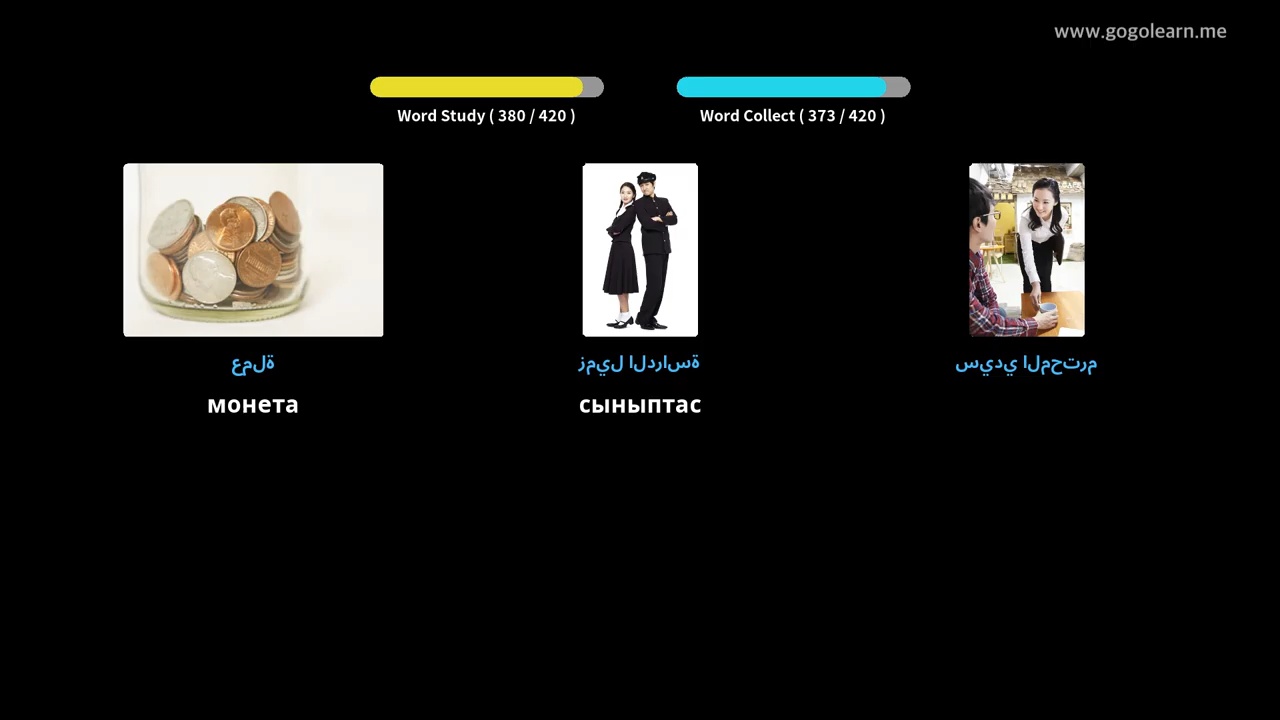 www.gogolearn.me
Word Study ( 380 / 420 )
Word Collect ( 373 / 420 )
عملة
زميل الدراسة
سيدي المحترم
монета
сыныптас